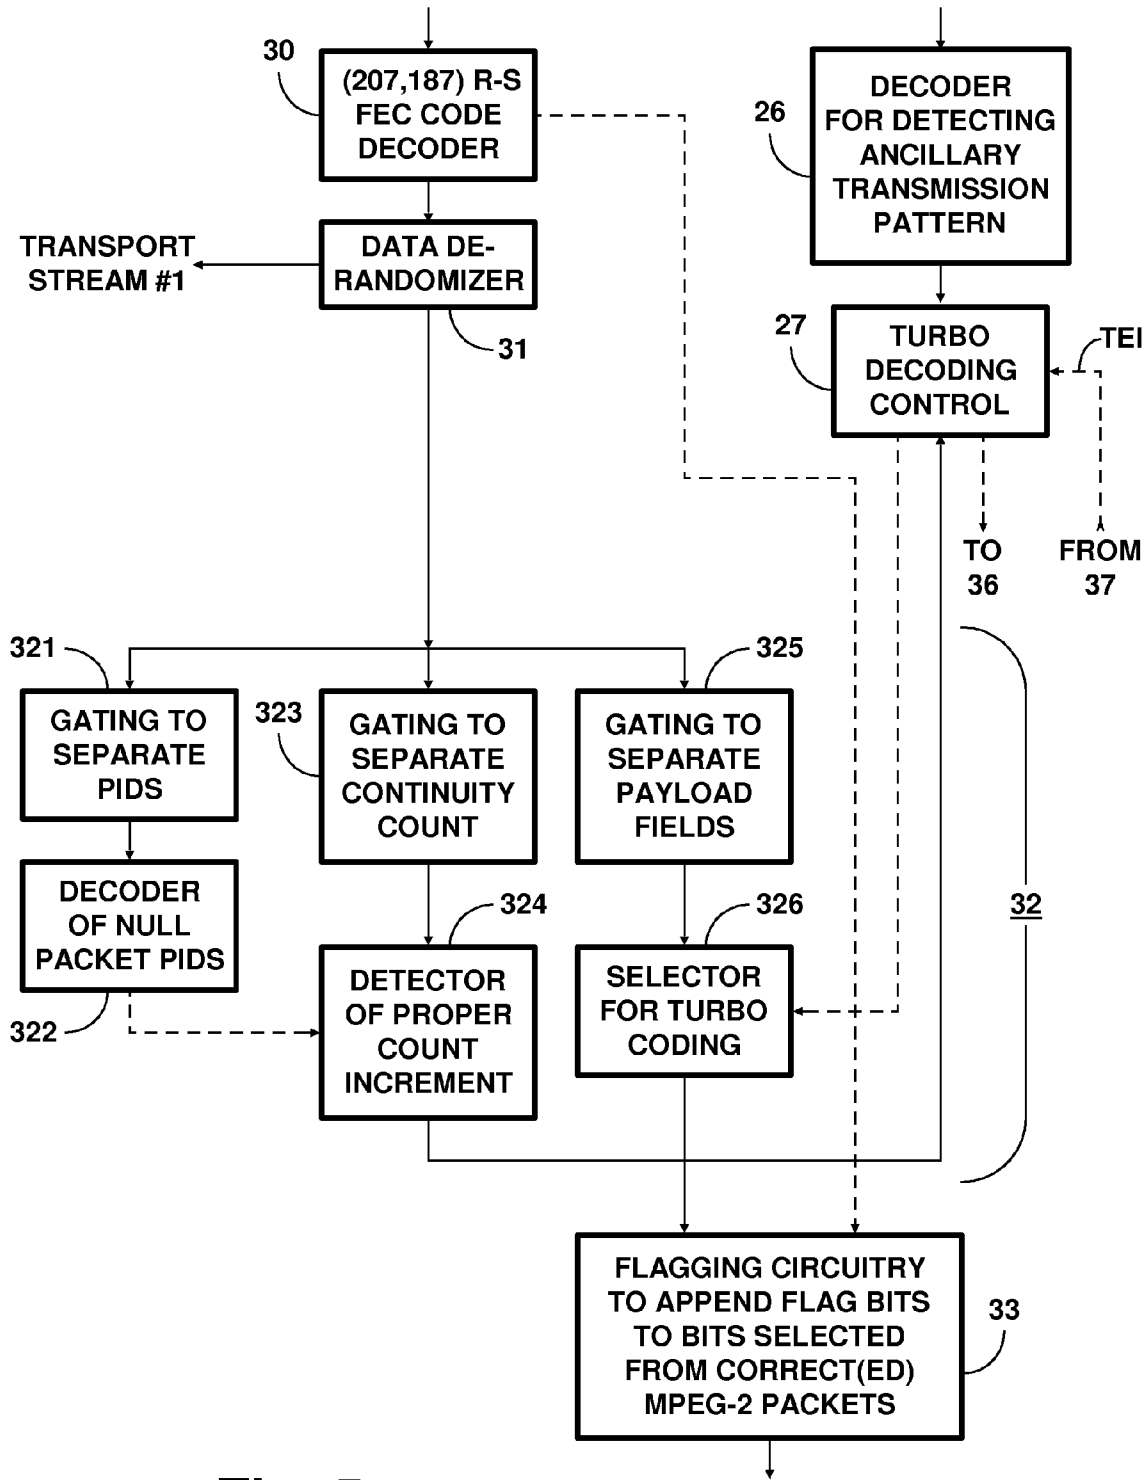 30
(207,187) R-S
FEC CODE
DECODER
26
DECODER
FOR DETECTING
ANCILLARY
TRANSMISSION
PATTERN
TRANSPORT
STREAM #1
DATA DE-
RANDOMIZER
31
27
TURBO
DECODING
CONTROL
TEI
TO
36
FROM
37
321
GATING TO
SEPARATE
PIDS
323
GATING TO
SEPARATE
CONTINUITY
COUNT
325
GATING TO
SEPARATE
PAYLOAD
FIELDS
DECODER
OF NULL
PACKET PIDS
322
324
DETECTOR
OF PROPER
COUNT
INCREMENT
326
SELECTOR
FOR TURBO
CODING
32
FLAGGING CIRCUITRY
TO APPEND FLAG BITS
TO BITS SELECTED
FROM CORRECT(ED)
MPEG-2 PACKETS
33